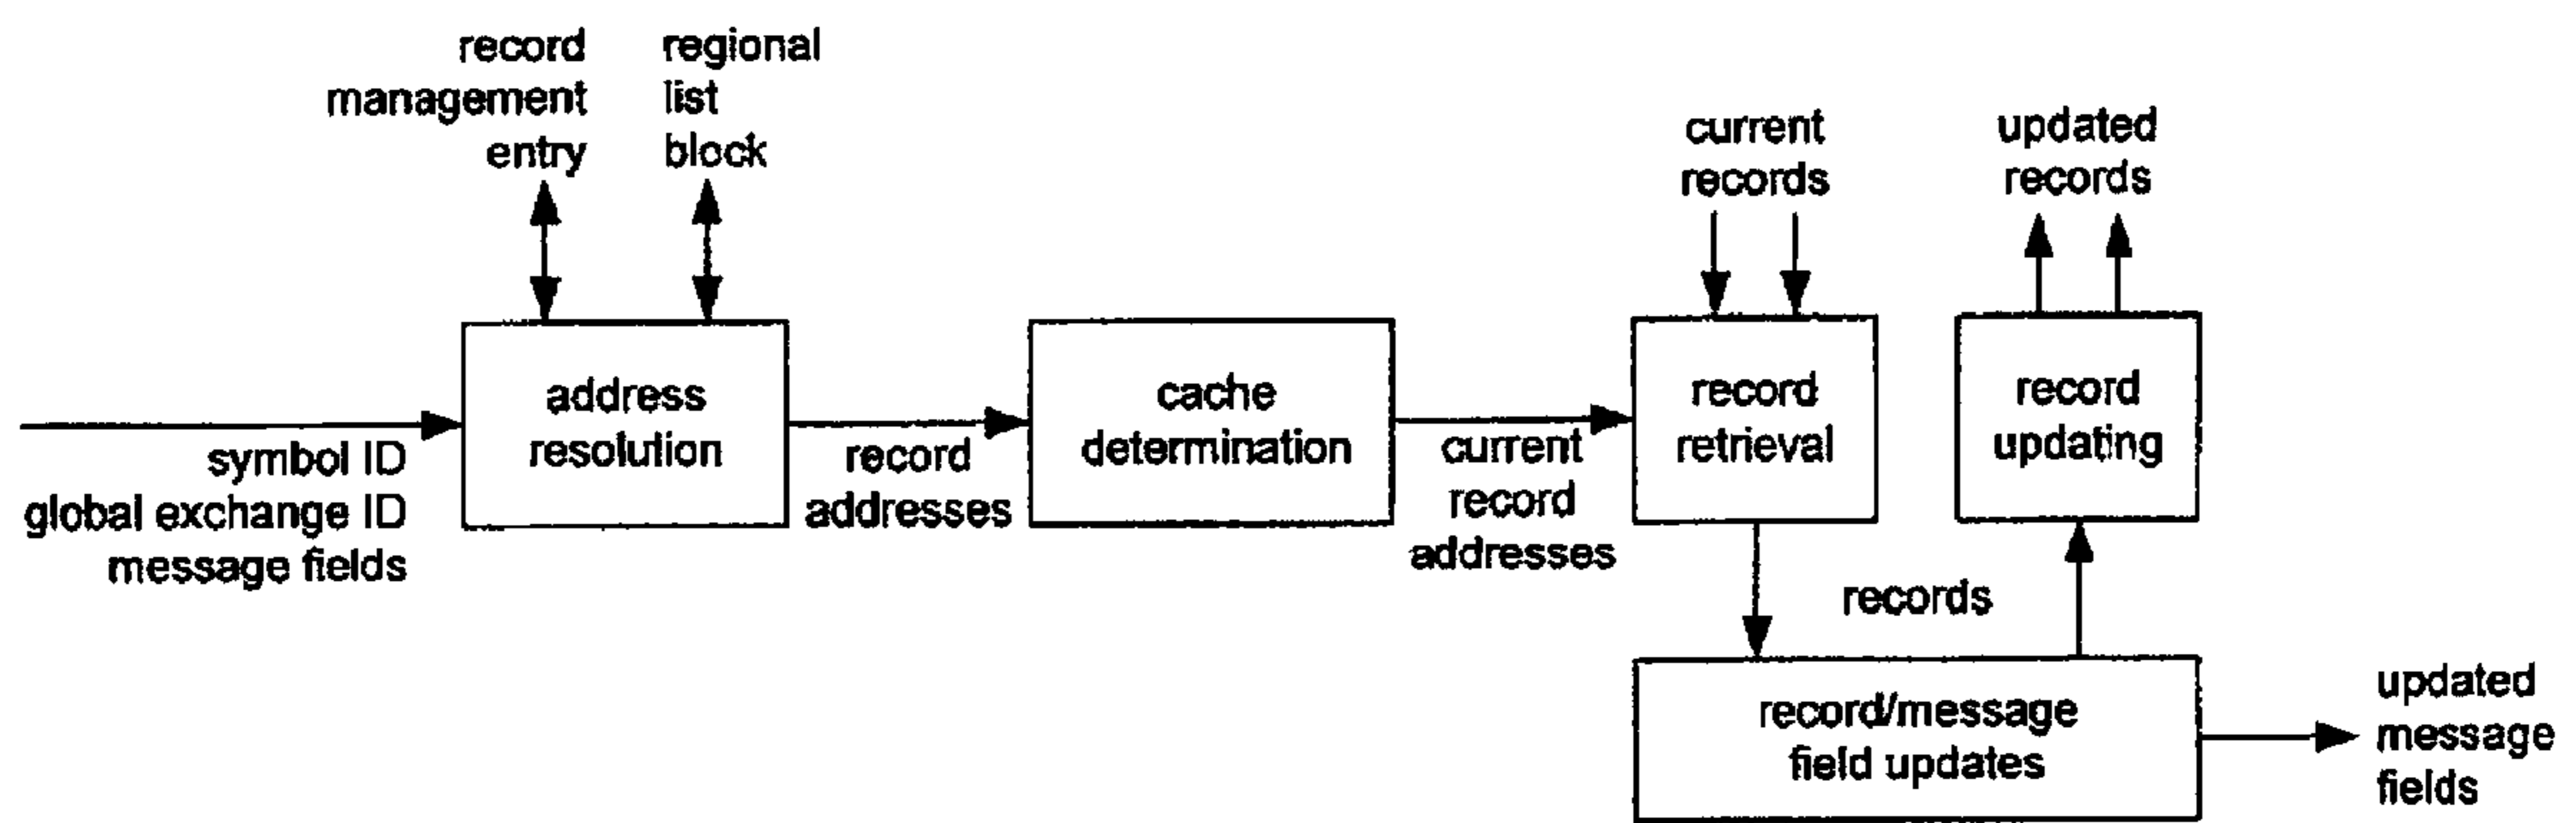 record
management
entry
regional
list
block
current
records
updated
records
symbol ID
global exchange ID
message fields
address
resolution
record
addresses
cache
determination
current
record
addresses
record
retrieval
record
updating
records
record/message
field updates
updated
message
fields